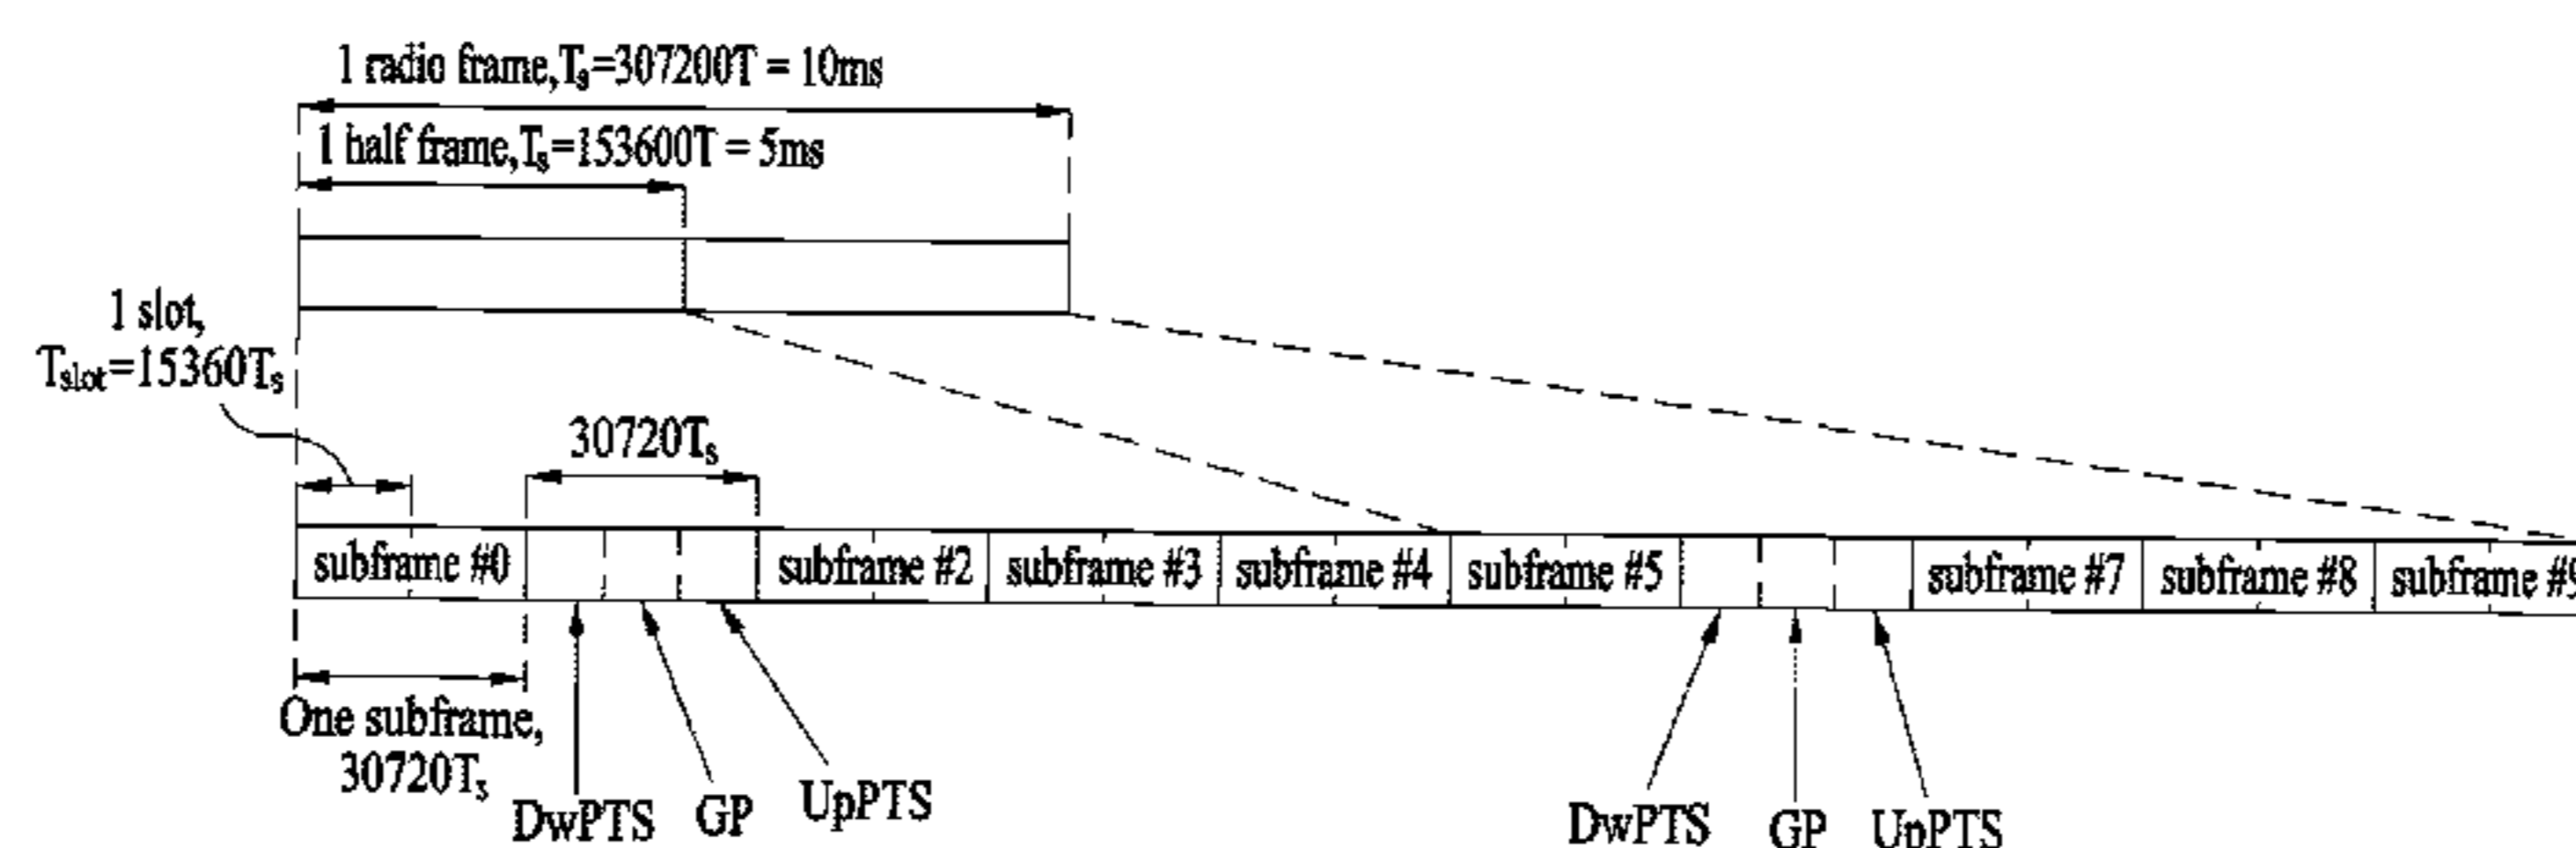 1 radio frame,Ts=307200T = 10ms
1 half frame,Ts=153600T = 5ms
1 slot,
Tslot=15360Ts
30720Ts
subframe #0 subframe #2 subframe #3 subframe #4 subframe #5 subframe #7 subframe #8 subframe #9
One subframe,
30720Ts
DwPTS GP UpPTS DwPTS GP UpPTS